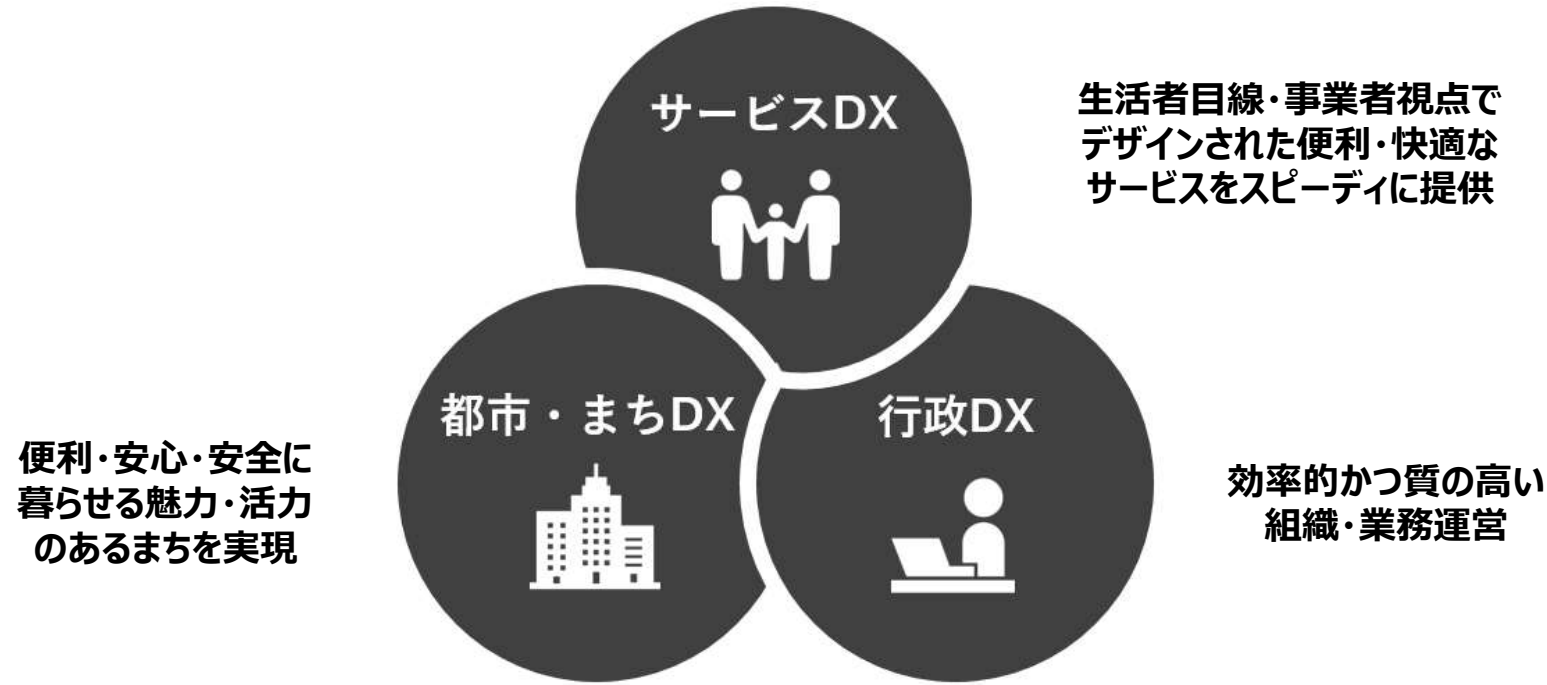 サービスDX
生活者目線・事業者視点で
デザインされた便利・快適な
サービスをスピーディに提供
都市・まちDX
便利・安心・安全に
暮らせる魅力・活力
のあるまちを実現
行政DX
効率的かつ質の高い
組織・業務運営